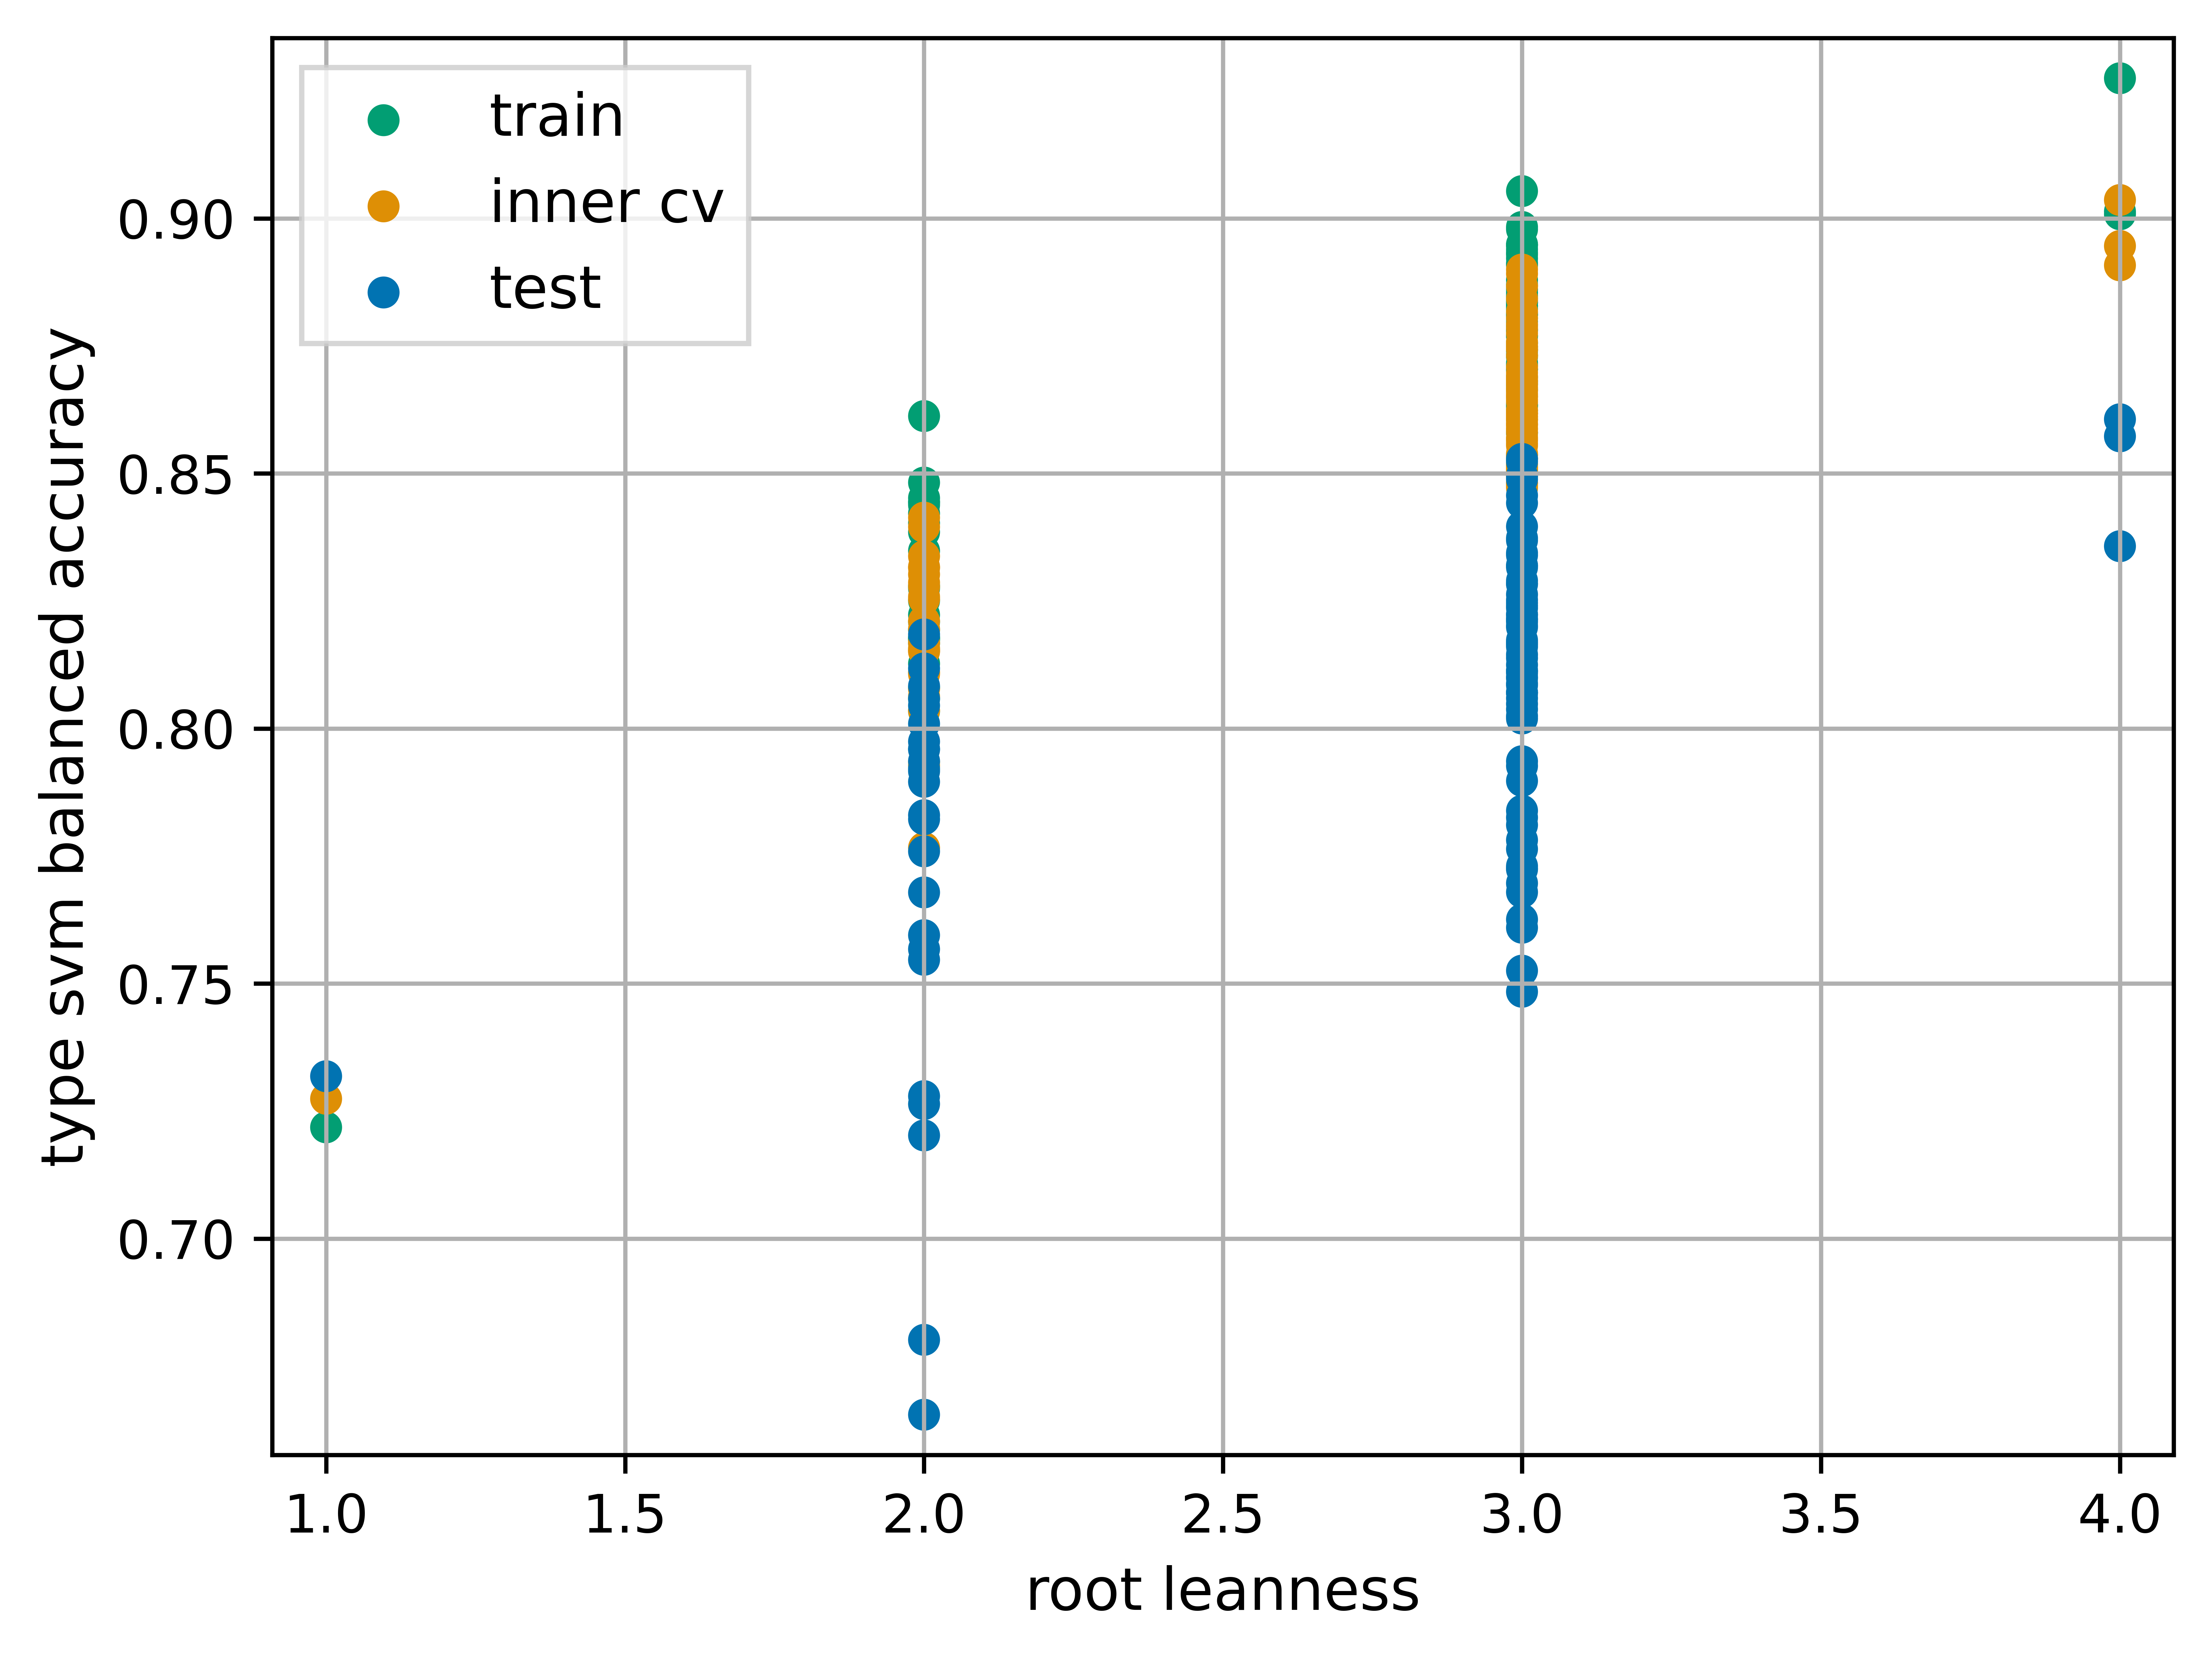 train
inner cv
test
type svm balanced accuracy
0.90
0.85
0.80
0.75
0.70
1.0 1.5 2.0 2.5 3.0 3.5 4.0
root leanness